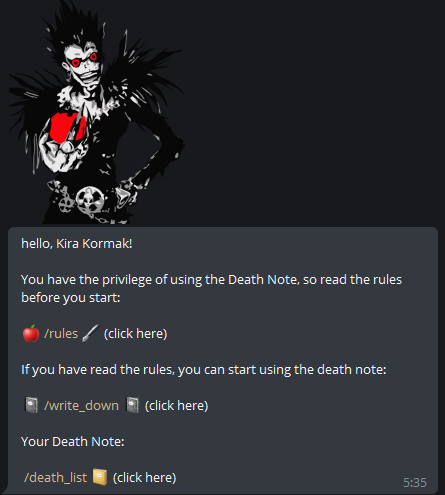 hello, Kira Kormak!
You have the privilege of using the Death Note, so read the rules
before you start:
/rules (click here)
If you have read the rules, you can start using the death note:
/write_down (click here)
Your Death Note:
/death_list (click here)
5:35